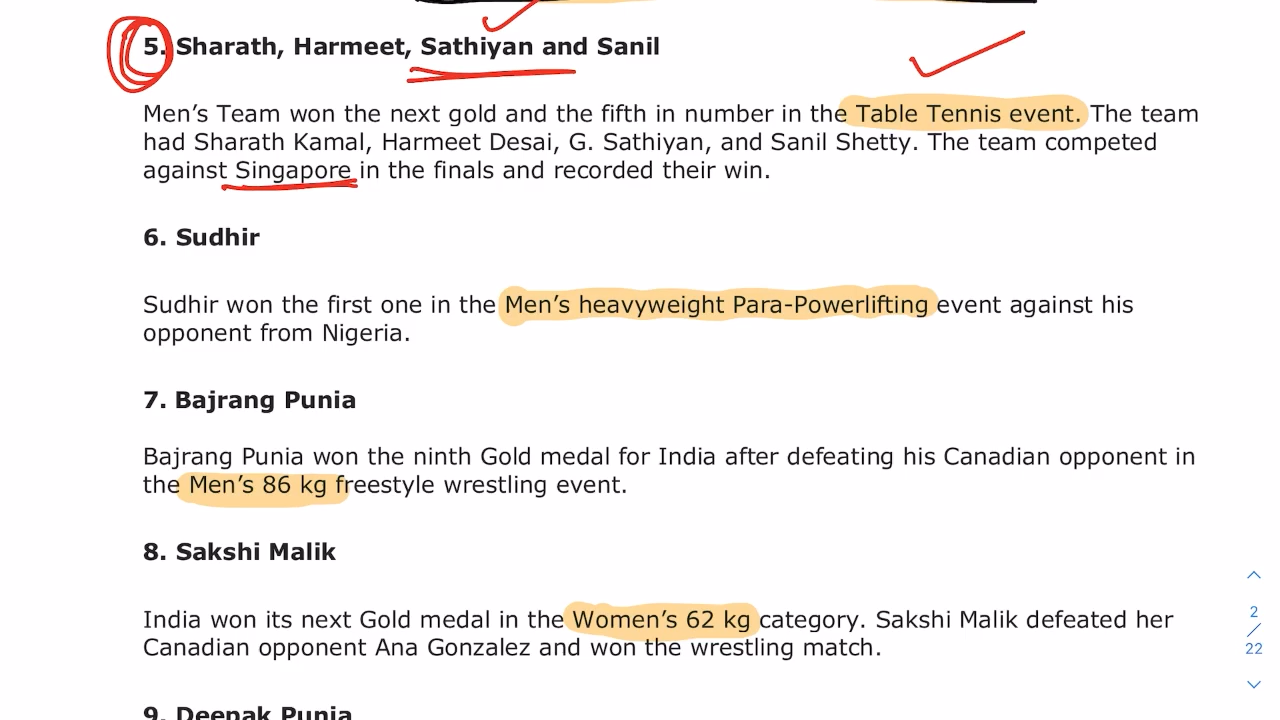 5. Sharath, Harmeet, Sathiyan and Sanil
Men’s Team won the next gold and the fifth in number in the Table Tennis event. The team
had Sharath Kamal, Harmeet Desai, G. Sathiyan, and Sanil Shetty. The team competed
against Singapore in the finals and recorded their win.
6. Sudhir
Sudhir won the first one in the Men’s heavyweight Para-Powerlifting event against his
opponent from Nigeria.
7. Bajrang Punia
Bajrang Punia won the ninth Gold medal for India after defeating his Canadian opponent in
the Men’s 86 kg freestyle wrestling event.
8. Sakshi Malik
India won its next Gold medal in the Women’s 62 kg category. Sakshi Malik defeated her
Canadian opponent Ana Gonzalez and won the wrestling match.
9. Deepak Punia
2
/
22